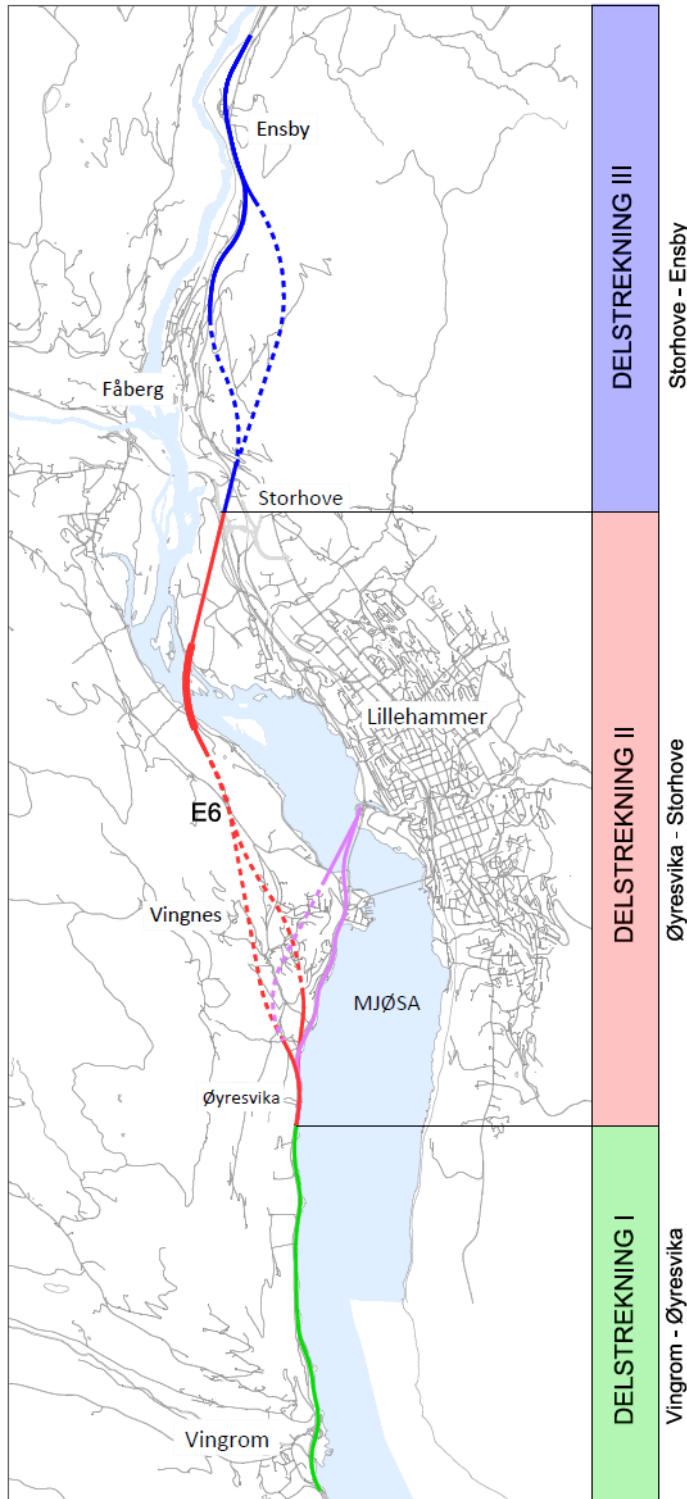 Ensby
DELSTREKNING III
Storhove - Ensby
Fåberg
Storhove
Lillehammer
DELSTREKNING II
Øyresvika - Storhove
E6
Vingnes
MJØSA
Øyresvika
DELSTREKNING I
Vingrom - Øyresvika
Vingrom